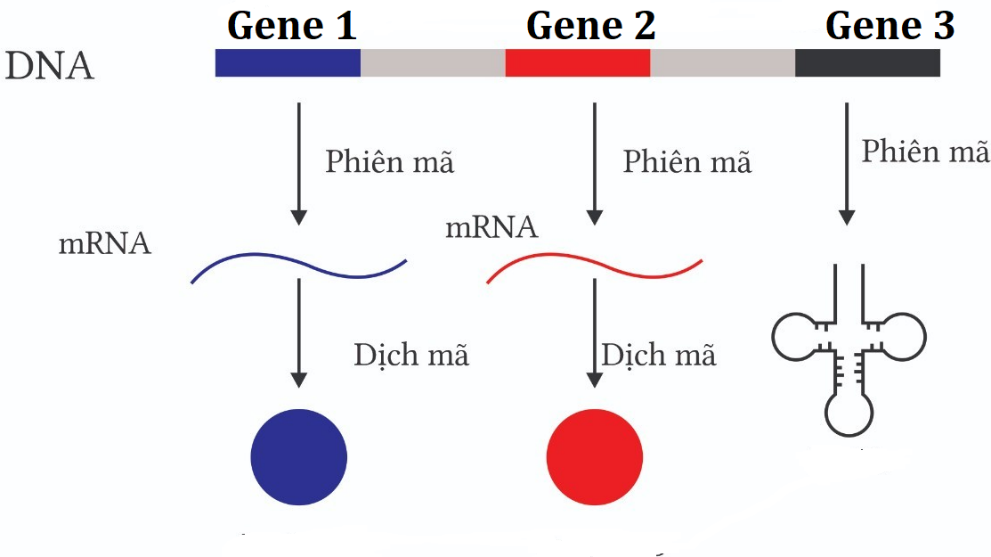 Gene 1
Gene 2
Gene 3
DNA
Phiên mã
Phiên mã
Phiên mã
mRNA
mRNA
Dịch mã
Dịch mã